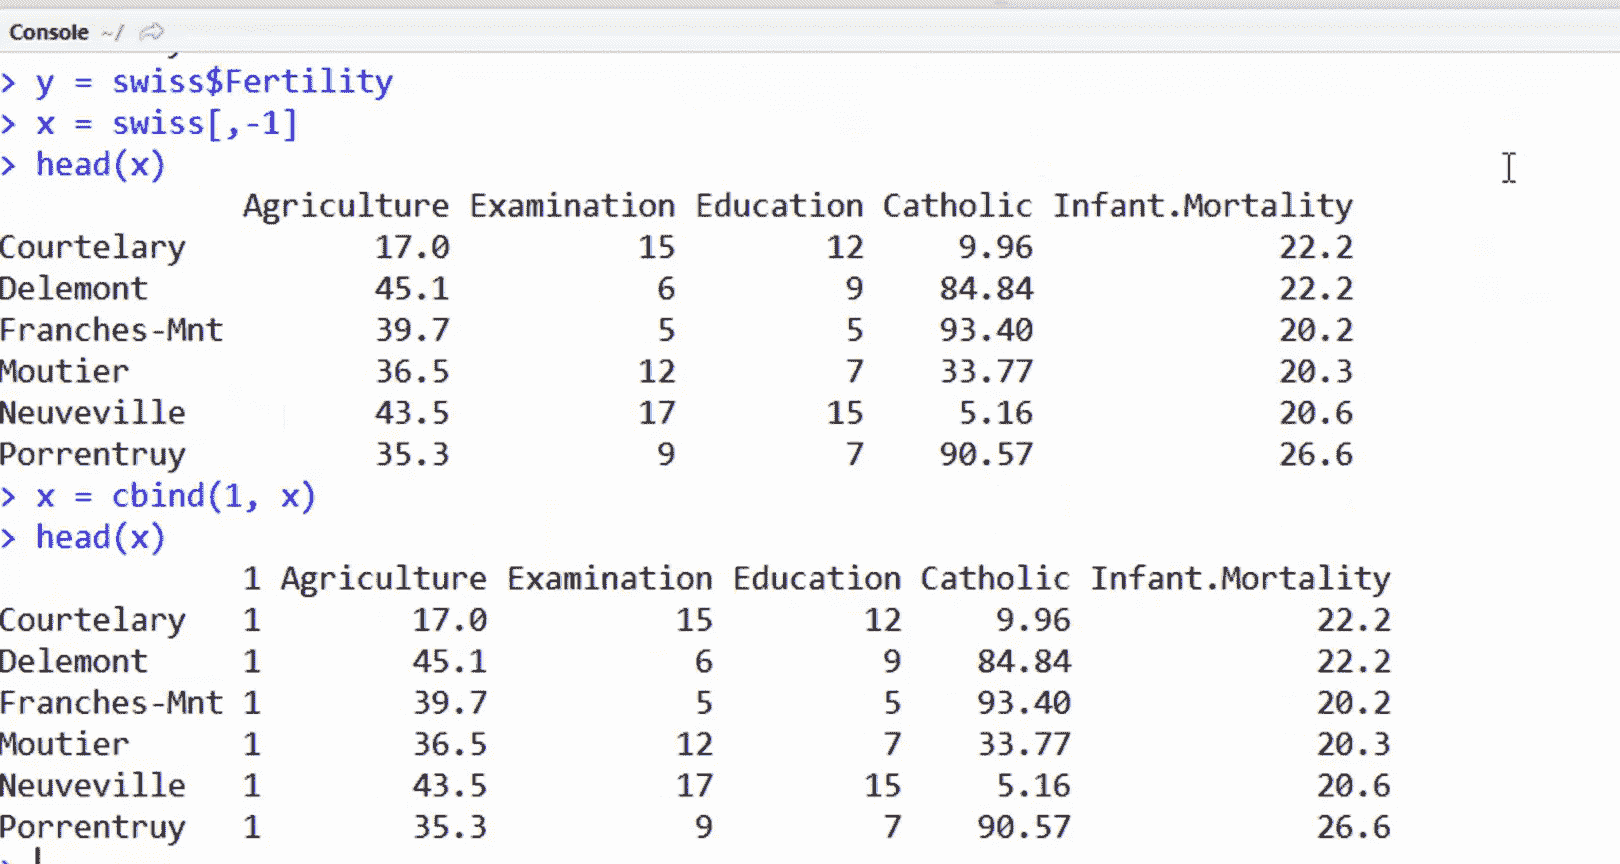 Console ~/
> y = swiss$Fertility
> x = swiss[,-1]
> head(x)
             Agriculture Examination Education Catholic Infant.Mortality
Courtelary          17.0          15        12     9.96             22.2
Delemont            45.1           6         9    84.84             22.2
Franches-Mnt        39.7           5         5    93.40             20.2
Moutier             36.5          12         7    33.77             20.3
Neuveville          43.5          17        15     5.16             20.6
Porrentruy          35.3           9         7    90.57             26.6
> x = cbind(1, x)
> head(x)
             1 Agriculture Examination Education Catholic Infant.Mortality
Courtelary   1        17.0          15        12     9.96             22.2
Delemont     1        45.1           6         9    84.84             22.2
Franches-Mnt 1        39.7           5         5    93.40             20.2
Moutier      1        36.5          12         7    33.77             20.3
Neuveville   1        43.5          17        15     5.16             20.6
Porrentruy   1        35.3           9         7    90.57             26.6
>